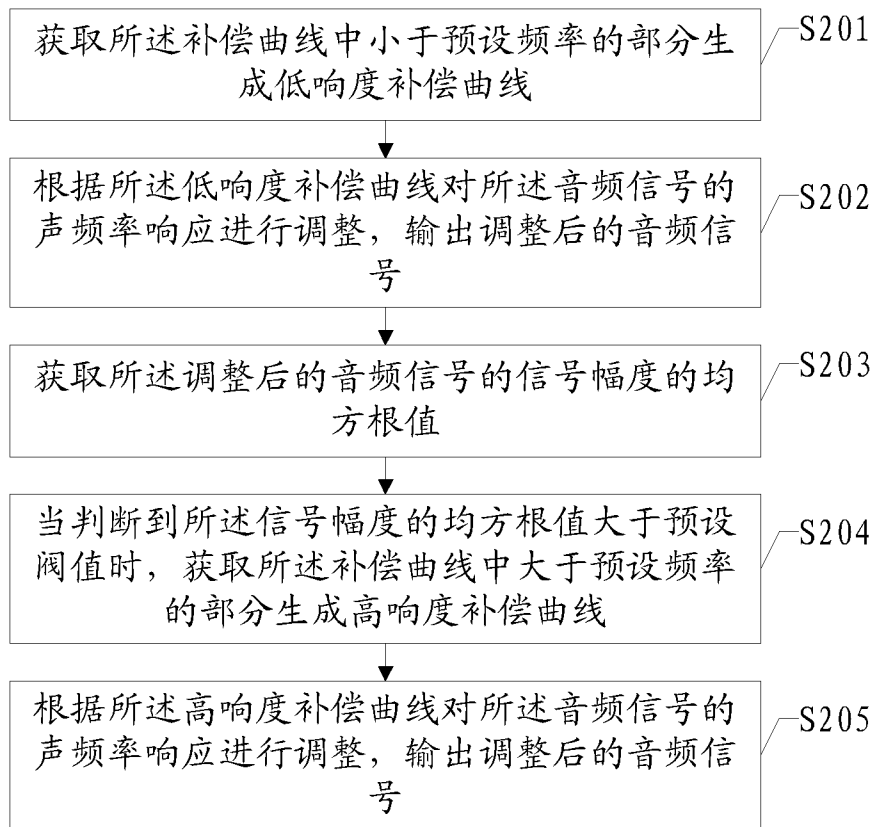 获取所述补偿曲线中小于预设频率的部分生
成低响度补偿曲线
S201
根据所述低响度补偿曲线对所述音频信号的
声频率响应进行调整，输出调整后的音频信
号
S202
获取所述调整后的音频信号的信号幅度的均
方根值
S203
当判断到所述信号幅度的均方根值大于预设
阀值时，获取所述补偿曲线中大于预设频率
的部分生成高响度补偿曲线
S204
根据所述高响度补偿曲线对所述音频信号的
声频率响应进行调整，输出调整后的音频信
号
S205